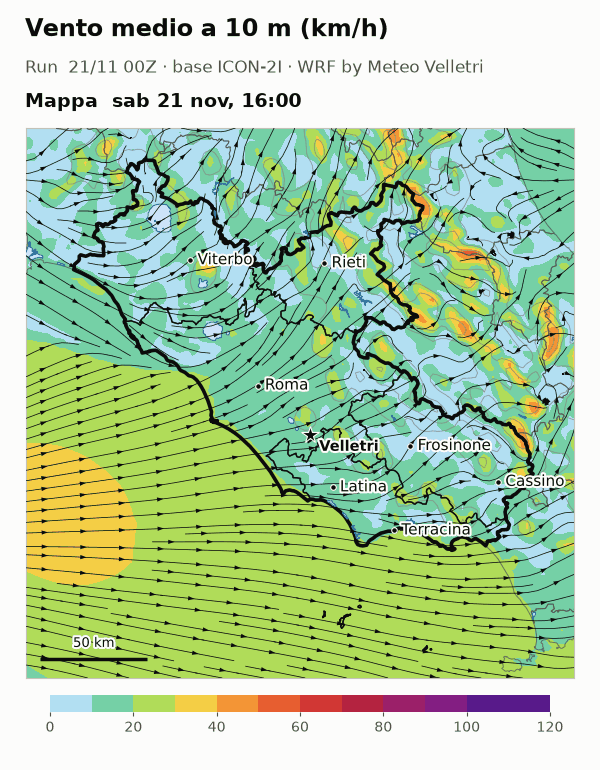 Vento medio a 10 m (km/h)
Run 21/11 00Z · base ICON-2I · WRF by Meteo Velletri
Mappa sab 21 nov, 16:00
Viterbo
Rieti
Roma
Velletri
Frosinone
Cassino
Latina
Terracina
50 km
0 20 40 60 80 100 120